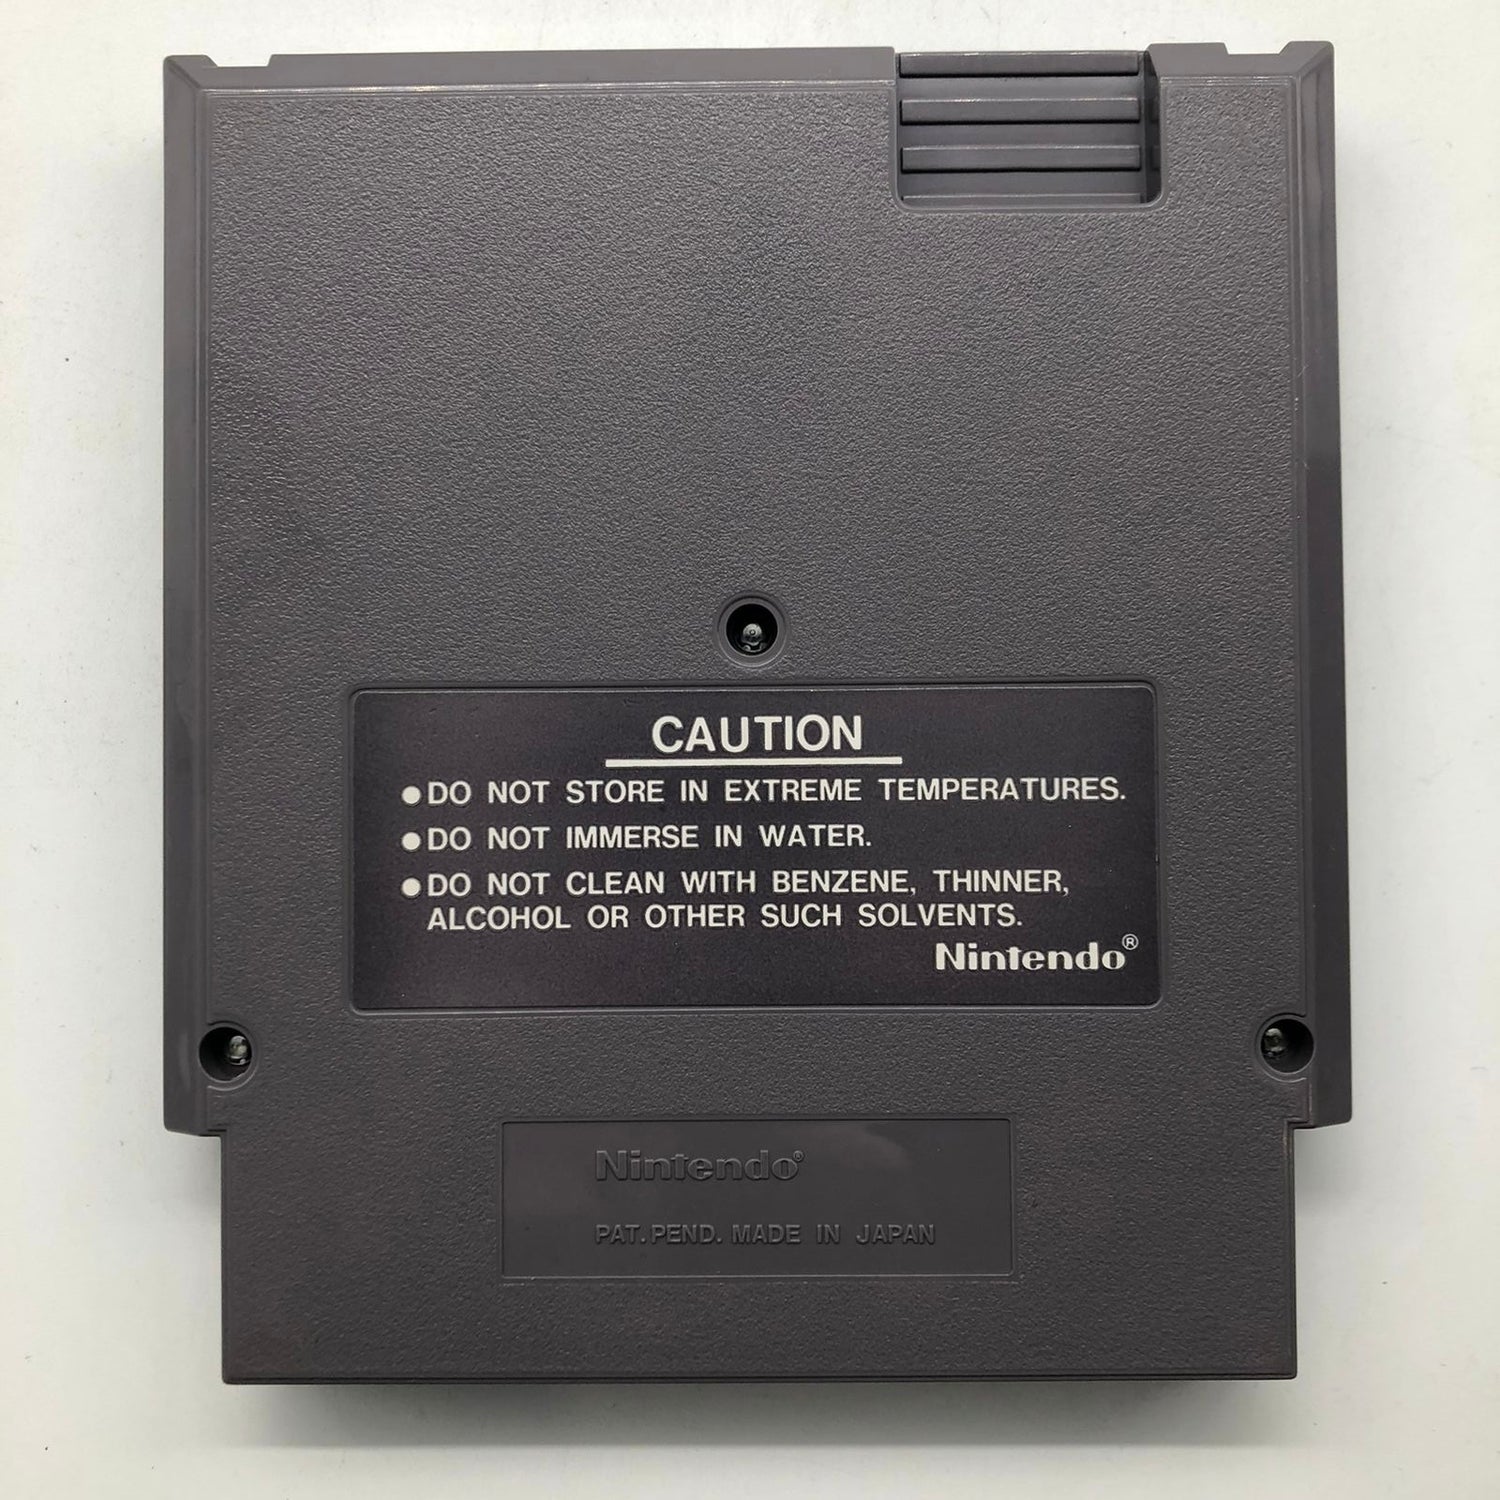 CAUTION
●DO NOT STORE IN EXTREME TEMPERATURES.
●DO NOT IMMERSE IN WATER.
●DO NOT CLEAN WITH BENZENE, THINNER,
ALCOHOL OR OTHER SUCH SOLVENTS.
Nintendo®
Nintendo®
PAT. PEND. MADE IN JAPAN